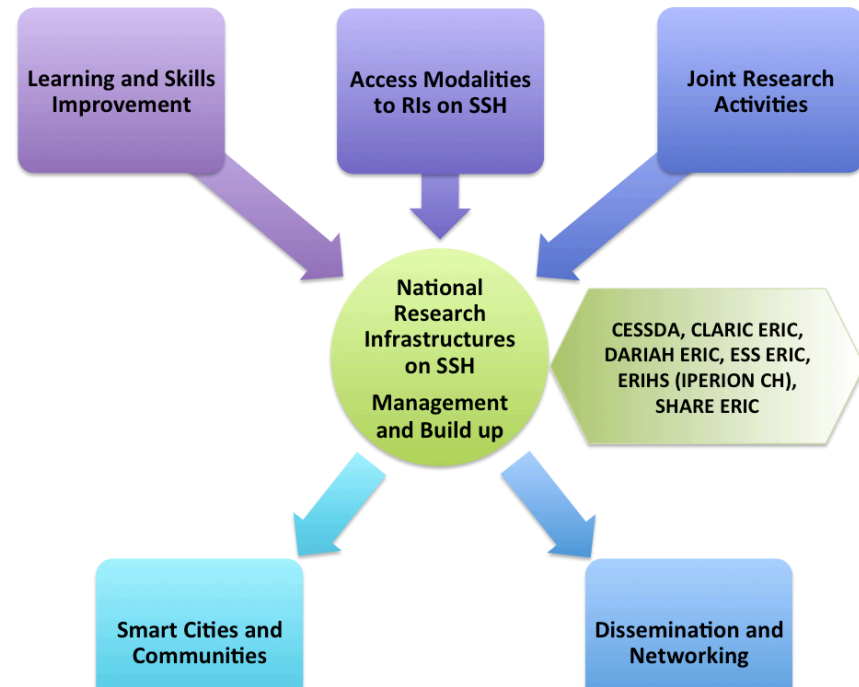 Learning and Skills
Improvement
Access Modalities
to RIs on SSH
Joint Research
Activities
National
Research
Infrastructures
on SSH
Management
and Build up
CESSDA, CLARIC ERIC,
DARIAH ERIC, ESS ERIC,
ERIHS (IPERION CH),
SHARE ERIC
Smart Cities and
Communities
Dissemination and
Networking